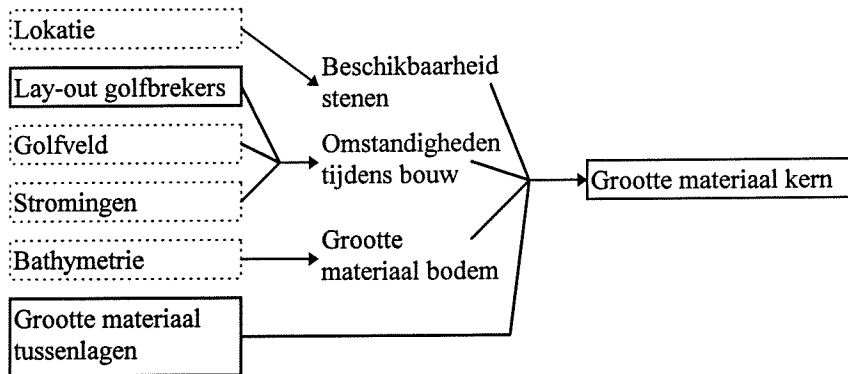 Lokatie
Lay-out golfbrekers
Golfveld
Stromingen
Bathymetrie
Grootte materiaal
tussenlagen
Beschikbaarheid
stenen
Omstandigheden
tijdens bouw
Grootte
materiaal bodem
Grootte materiaal kern